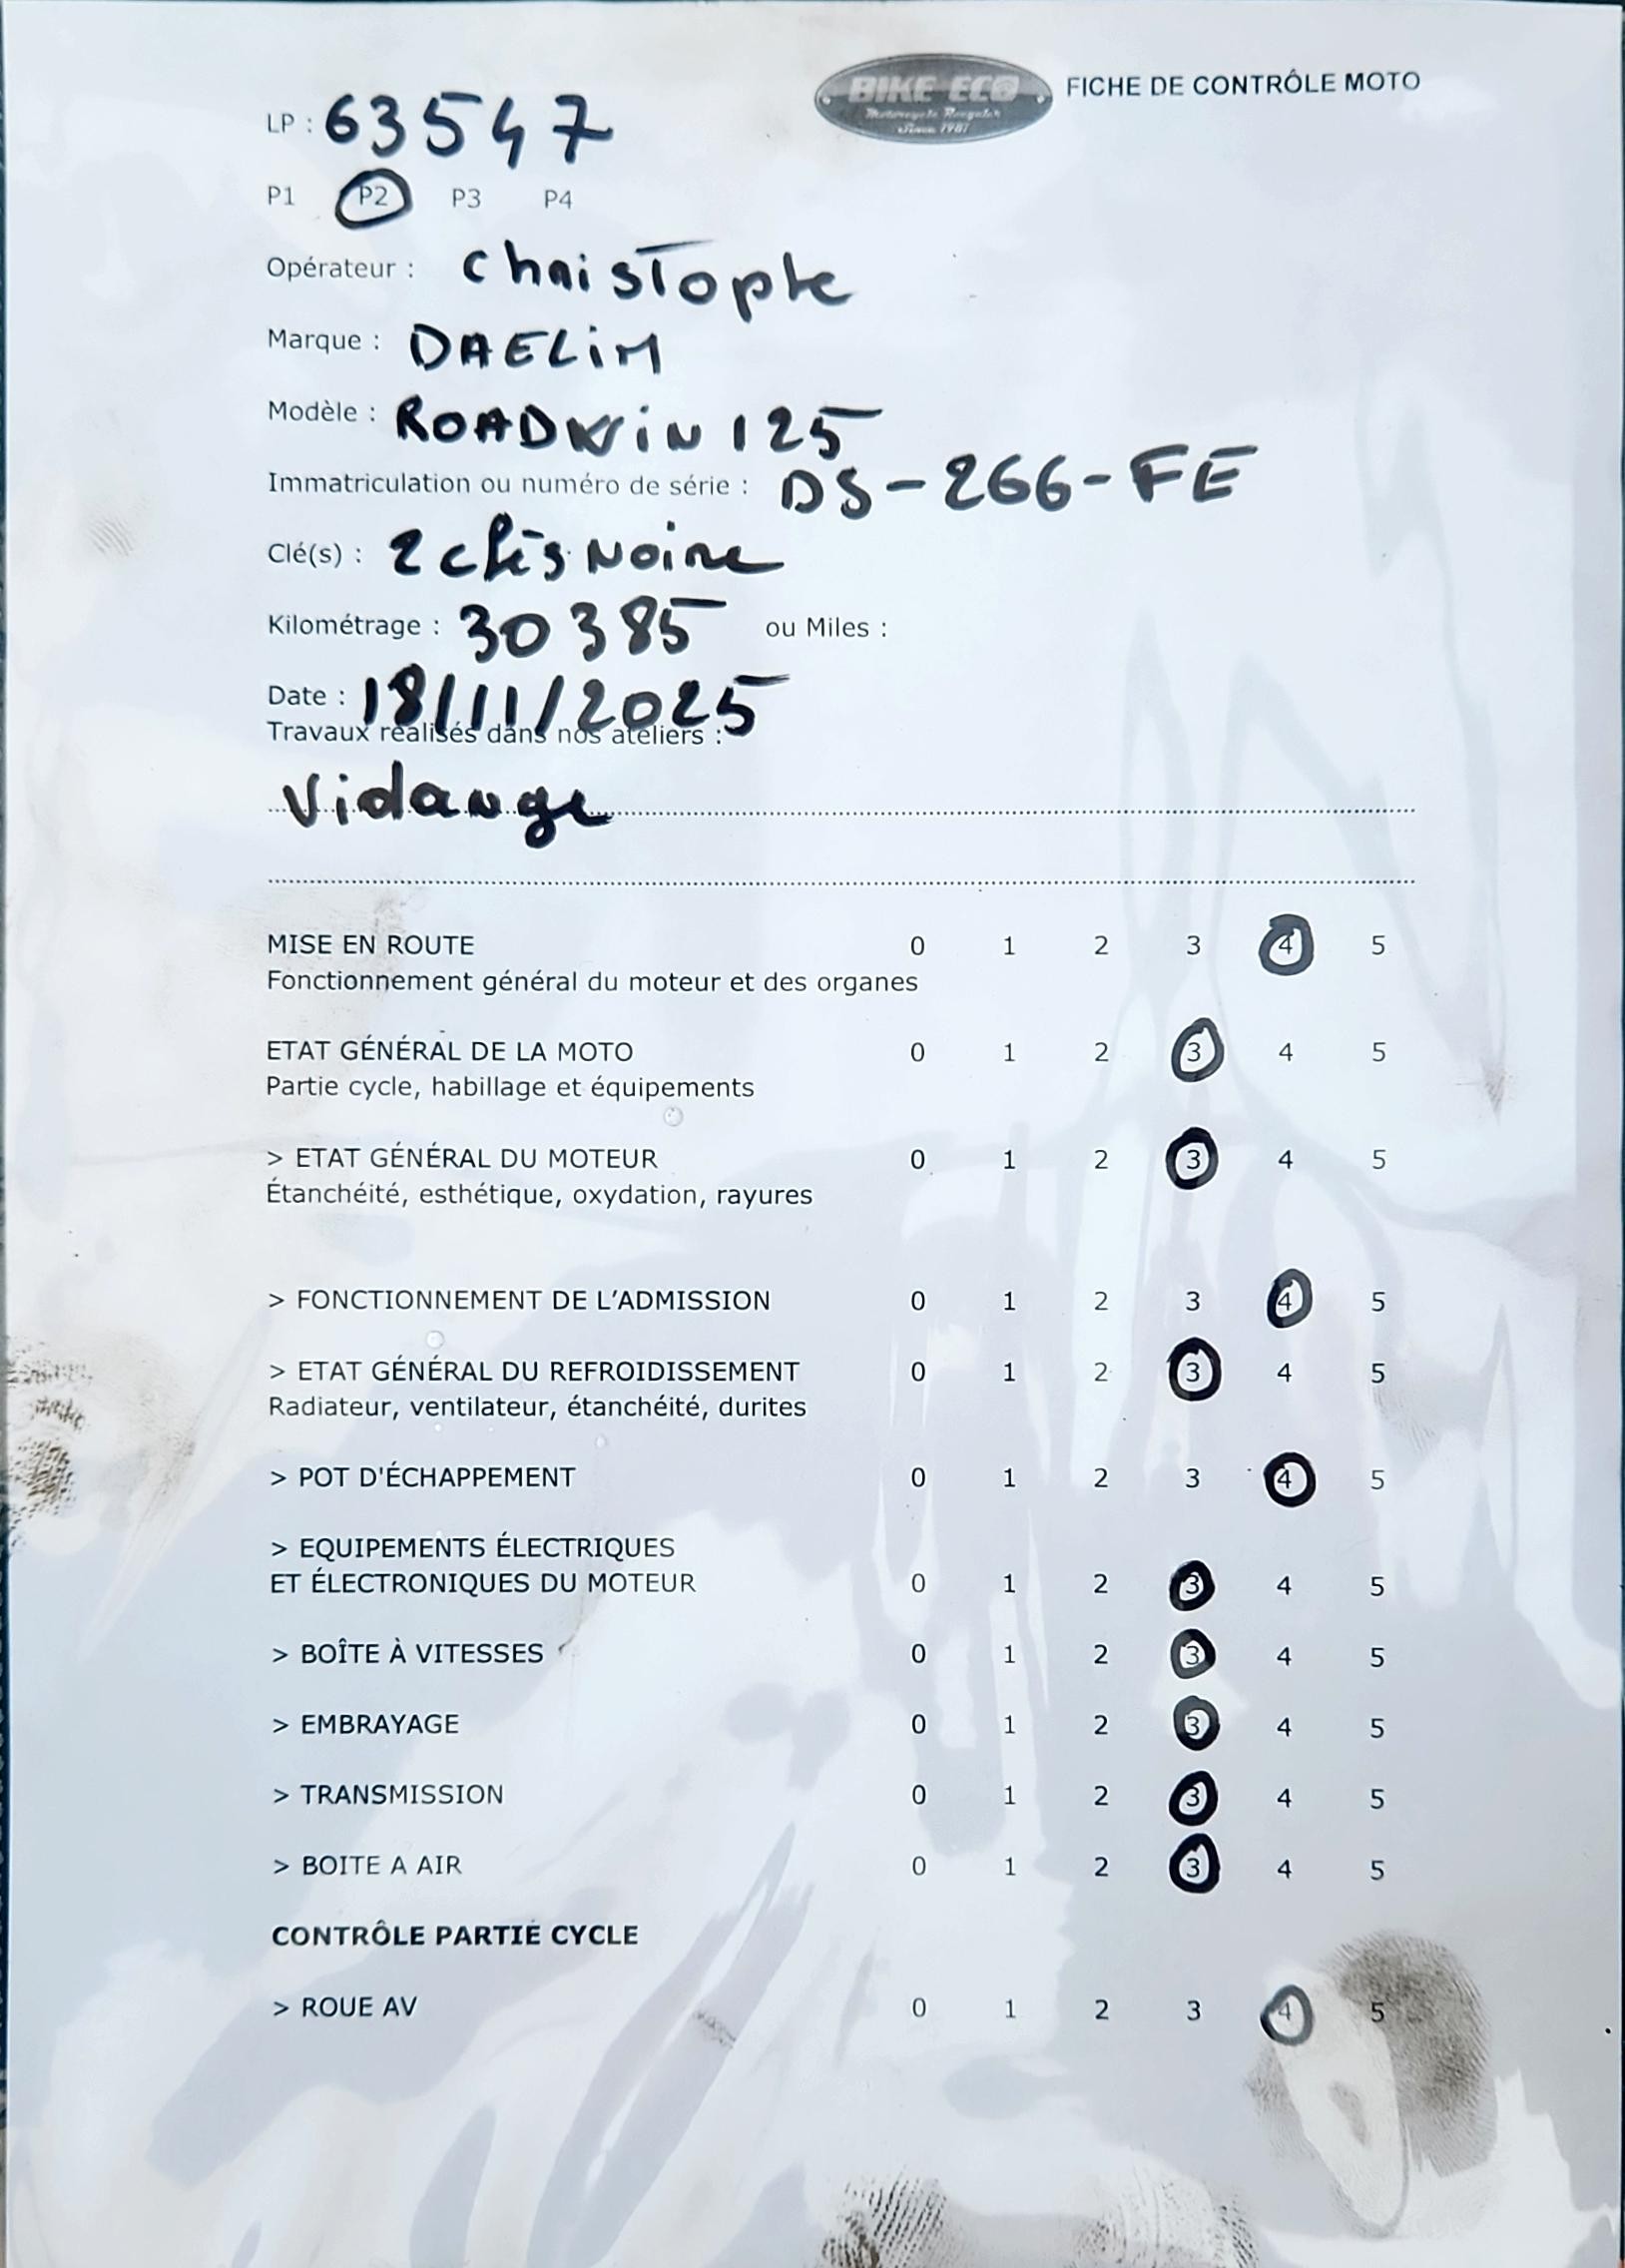 BIKE ECO
Motorcycle Recycler
Since 1987
FICHE DE CONTRÔLE MOTO
LP : 63547
P1 P2 P3 P4
Opérateur : Christophe
Marque : DAELiM
Modèle : ROADWiN 125
Immatriculation ou numéro de série : DS-266-FE
Clé(s) : 2 clés Noire
Kilométrage : 30385 ou Miles :
Date : 18/11/2025
Travaux réalisés dans nos ateliers :
Vidange
MISE EN ROUTE 0 1 2 3 4 5
Fonctionnement général du moteur et des organes
ETAT GÉNÉRAL DE LA MOTO 0 1 2 3 4 5
Partie cycle, habillage et équipements
> ETAT GÉNÉRAL DU MOTEUR 0 1 2 3 4 5
Étanchéité, esthétique, oxydation, rayures
> FONCTIONNEMENT DE L'ADMISSION 0 1 2 3 4 5
> ETAT GÉNÉRAL DU REFROIDISSEMENT 0 1 2 3 4 5
Radiateur, ventilateur, étanchéité, durites
> POT D'ÉCHAPPEMENT 0 1 2 3 4 5
> EQUIPEMENTS ÉLECTRIQUES
ET ÉLECTRONIQUES DU MOTEUR 0 1 2 3 4 5
> BOÎTE À VITESSES 0 1 2 3 4 5
> EMBRAYAGE 0 1 2 3 4 5
> TRANSMISSION 0 1 2 3 4 5
> BOITE A AIR 0 1 2 3 4 5
CONTRÔLE PARTIE CYCLE
> ROUE AV 0 1 2 3 4 5